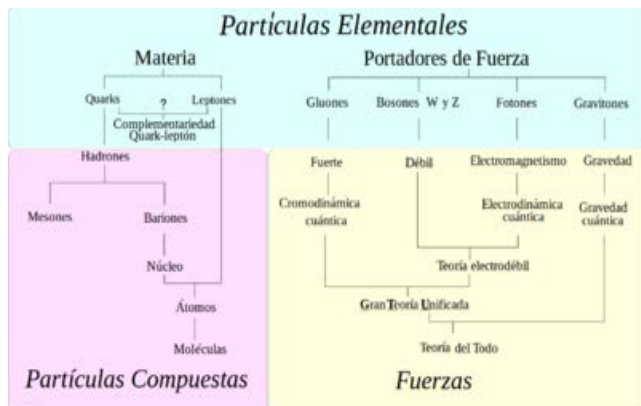 Partículas Elementales
Materia
Portadores de Fuerza
Quarks
?
Leptones
Gluones
Bosones W y Z
Fotones
Gravitones
Complementariedad
Quark-leptón
Hadrones
Fuerte
Débil
Electromagnetismo
Gravedad
Mesones
Bariones
Cromodinámica
cuántica
Electrodinámica
cuántica
Gravedad
cuántica
Núcleo
Teoría electrodébil
Átomos
Gran Teoría Unificada
Moléculas
Teoría del Todo
Partículas Compuestas
Fuerzas